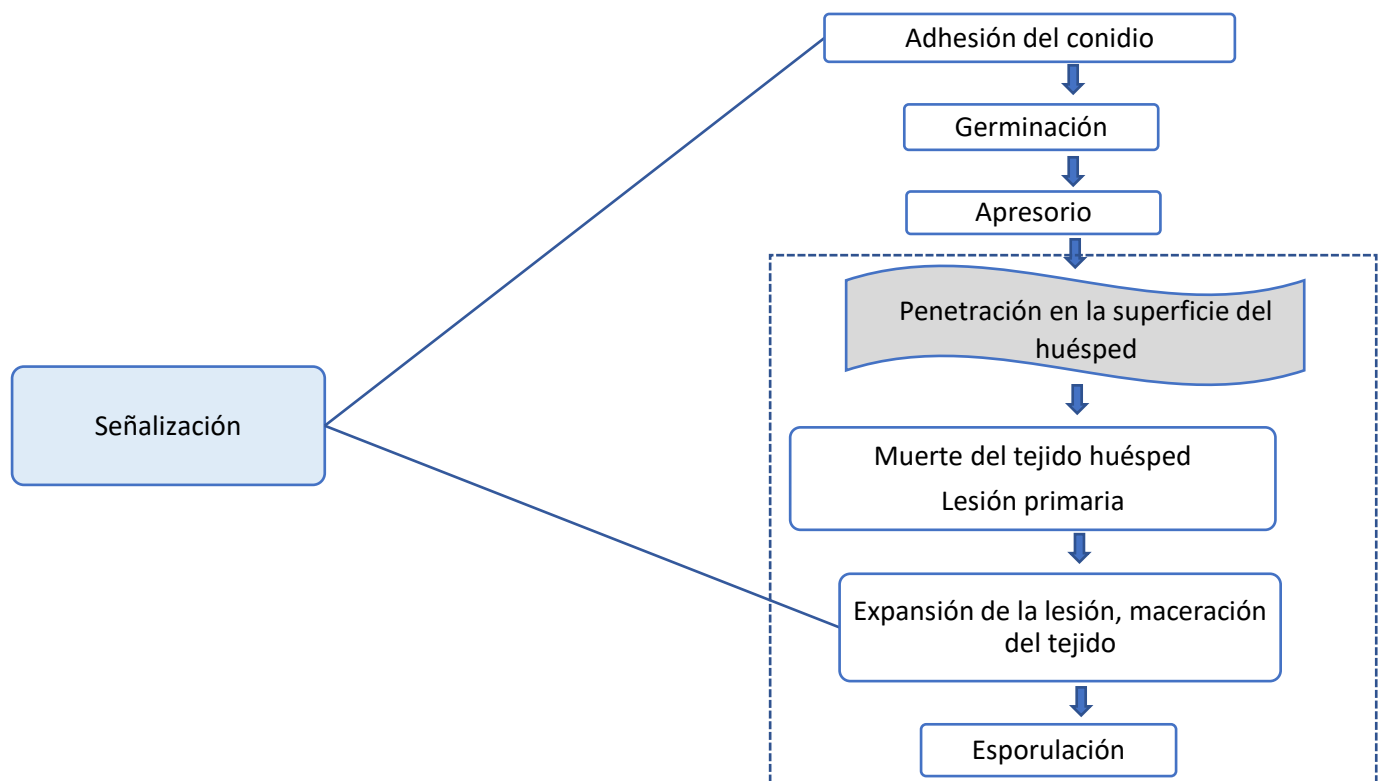 Adhesión del conidio
Germinación
Apresorio
Penetración en la superficie del
huésped
Señalización
Muerte del tejido huésped
Lesión primaria
Expansión de la lesión, maceración
del tejido
Esporulación